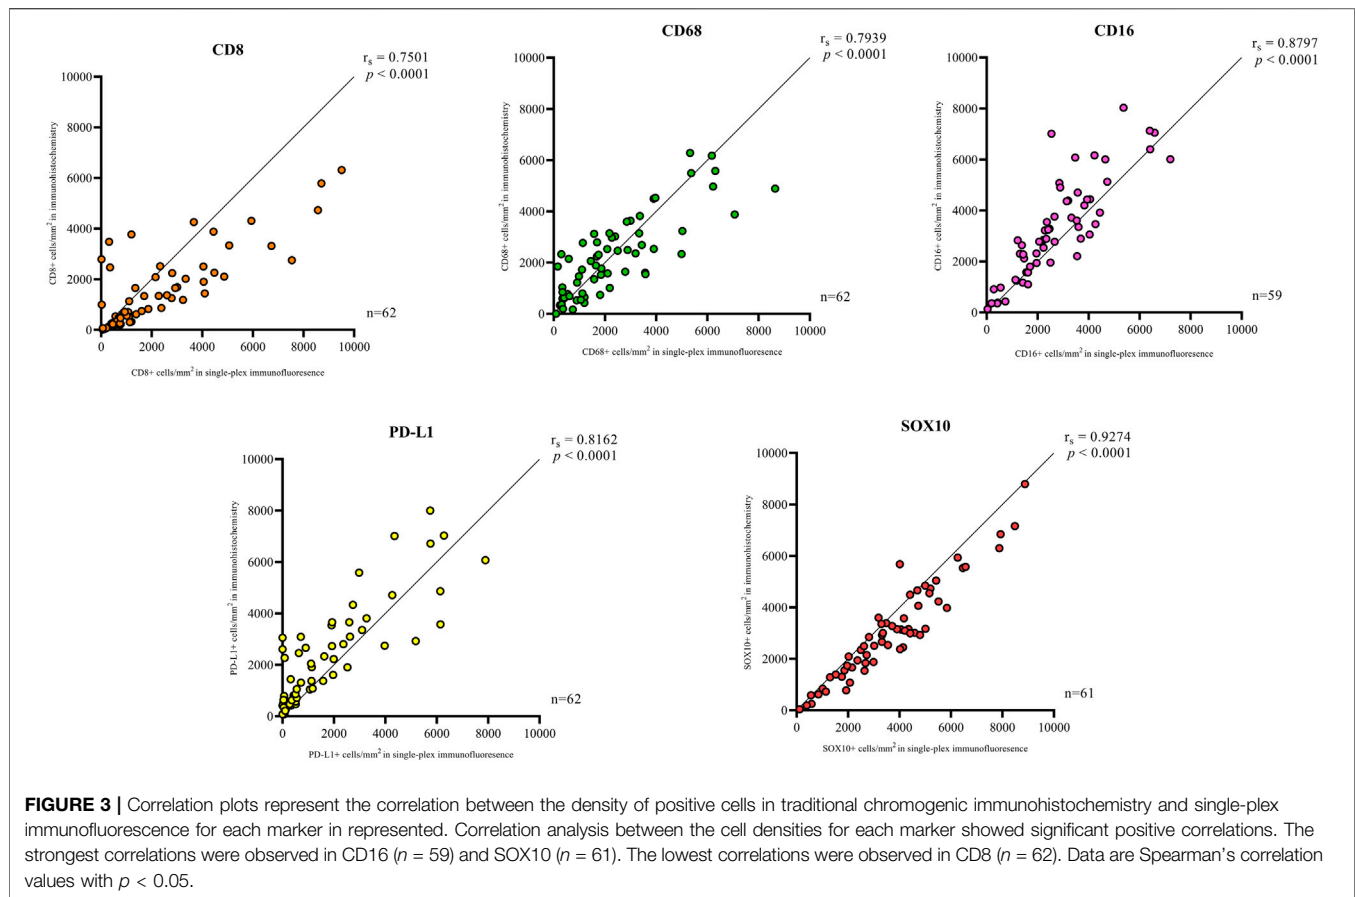 CD8
r_s = 0.7501
p < 0.0001
10000
8000
6000
4000
2000
0
CD8+ cells/mm² in immunohistochemistry
n=62
0 2000 4000 6000 8000 10000
CD8+ cells/mm² in single-plex immunofluoresence
CD68
r_s = 0.7939
p < 0.0001
10000
8000
6000
4000
2000
0
CD68+ cells/mm² in immunohistochemistry
n=62
0 2000 4000 6000 8000 10000
CD68+ cells/mm² in single-plex immunofluoresence
CD16
r_s = 0.8797
p < 0.0001
10000
8000
6000
4000
2000
0
CD16+ cells/mm² in immunohistochemistry
n=59
0 2000 4000 6000 8000 10000
CD16+ cells/mm² in single-plex immunofluoresence
PD-L1
r_s = 0.8162
p < 0.0001
10000
8000
6000
4000
2000
0
PD-L1+ cells/mm² in immunohistochemistry
n=62
0 2000 4000 6000 8000 10000
PD-L1+ cells/mm² in single-plex immunofluoresence
SOX10
r_s = 0.9274
p < 0.0001
10000
8000
6000
4000
2000
0
SOX10+ cells/mm² in immunohistochemistry
n=61
0 2000 4000 6000 8000 10000
SOX10+ cells/mm² in single-plex immunofluoresence
FIGURE 3 | Correlation plots represent the correlation between the density of positive cells in traditional chromogenic immunohistochemistry and single-plex
immunofluorescence for each marker in represented. Correlation analysis between the cell densities for each marker showed significant positive correlations. The
strongest correlations were observed in CD16 (n = 59) and SOX10 (n = 61). The lowest correlations were observed in CD8 (n = 62). Data are Spearman's correlation
values with p < 0.05.